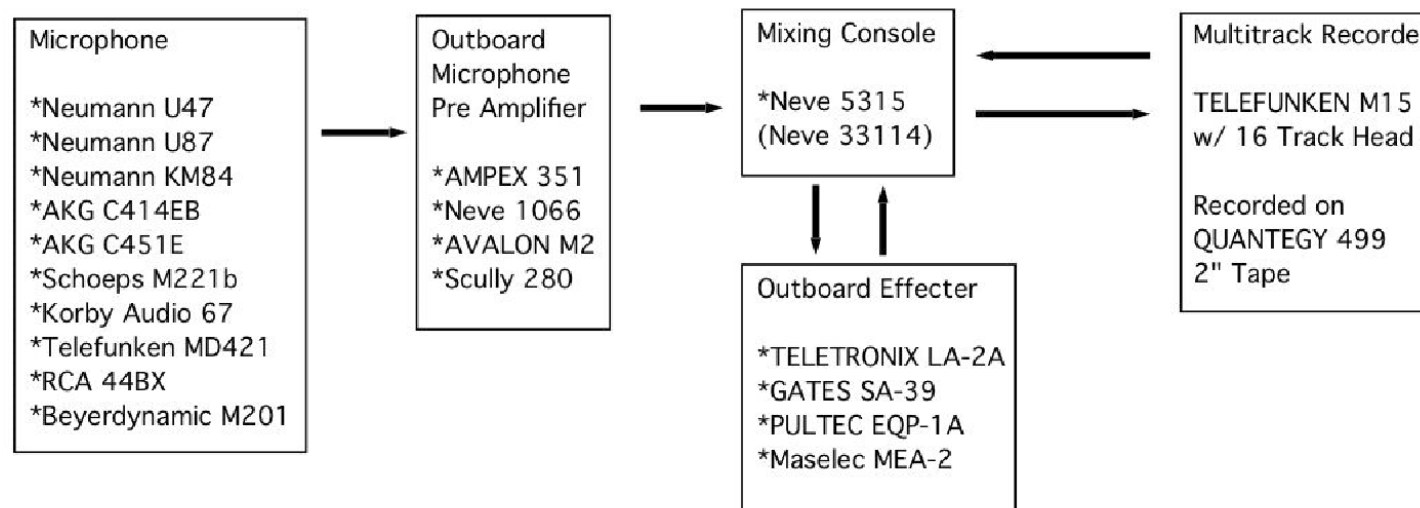 Microphone
*Neumann U47
*Neumann U87
*Neumann KM84
*AKG C414EB
*AKG C451E
*Schoeps M221b
*Korby Audio 67
*Telefunken MD421
*RCA 44BX
*Beyerdynamic M201
Outboard
Microphone
Pre Amplifier
*AMPEX 351
*Neve 1066
*AVALON M2
*Scully 280
Mixing Console
*Neve 5315
(Neve 33114)
Outboard Effecter
*TELETRONIX LA-2A
*GATES SA-39
*PULTEC EQP-1A
*Maselec MEA-2
Multitrack Recorde
TELEFUNKEN M15
w/ 16 Track Head
Recorded on
QUANTEGY 499
2" Tape